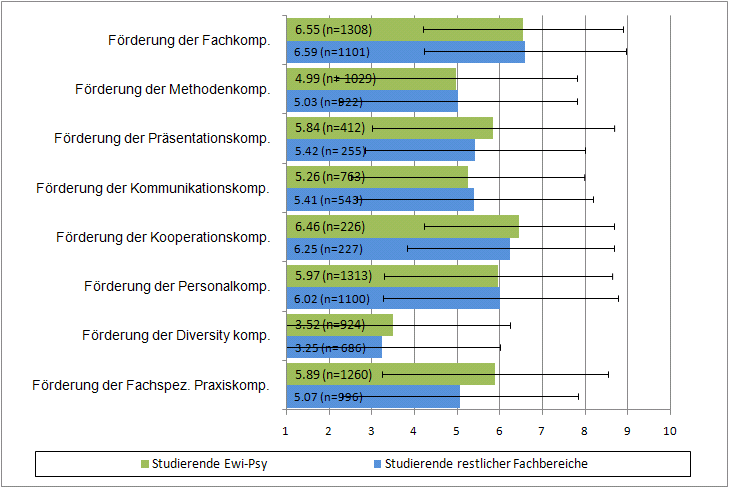 Förderung der Fachkomp.
6.55 (n=1308)
6.59 (n=1101)
Förderung der Methodenkomp.
4.99 (n= 1029)
5.03 (n=922)
Förderung der Präsentationskomp.
5.84 (n=412)
5.42 (n= 255)
Förderung der Kommunikationskomp.
5.26 (n=763)
5.41 (n=543)
Förderung der Kooperationskomp.
6.46 (n=226)
6.25 (n=227)
Förderung der Personalkomp.
5.97 (n=1313)
6.02 (n=1100)
Förderung der Diversity komp.
3.52 (n=924)
3.25 (n= 686)
Förderung der Fachspez. Praxiskomp.
5.89 (n=1260)
5.07 (n=996)
1 2 3 4 5 6 7 8 9 10
Studierende Ewi-Psy Studierende restlicher Fachbereiche